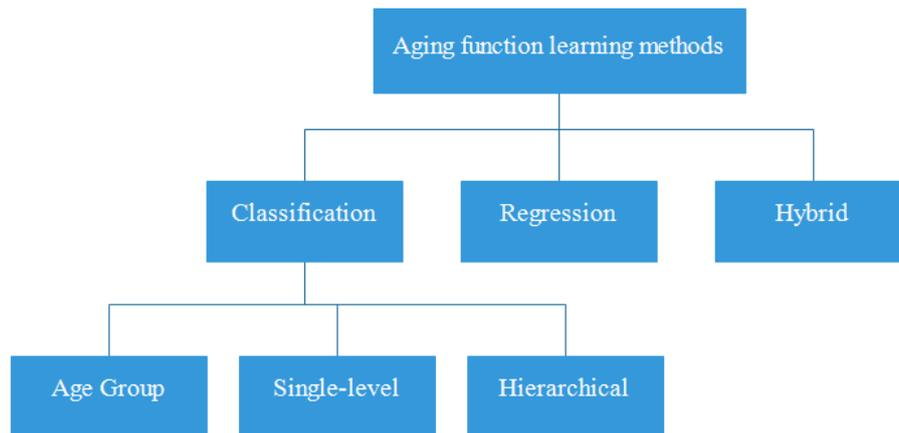 Aging function learning methods
Classification
Regression
Hybrid
Age Group
Single-level
Hierarchical